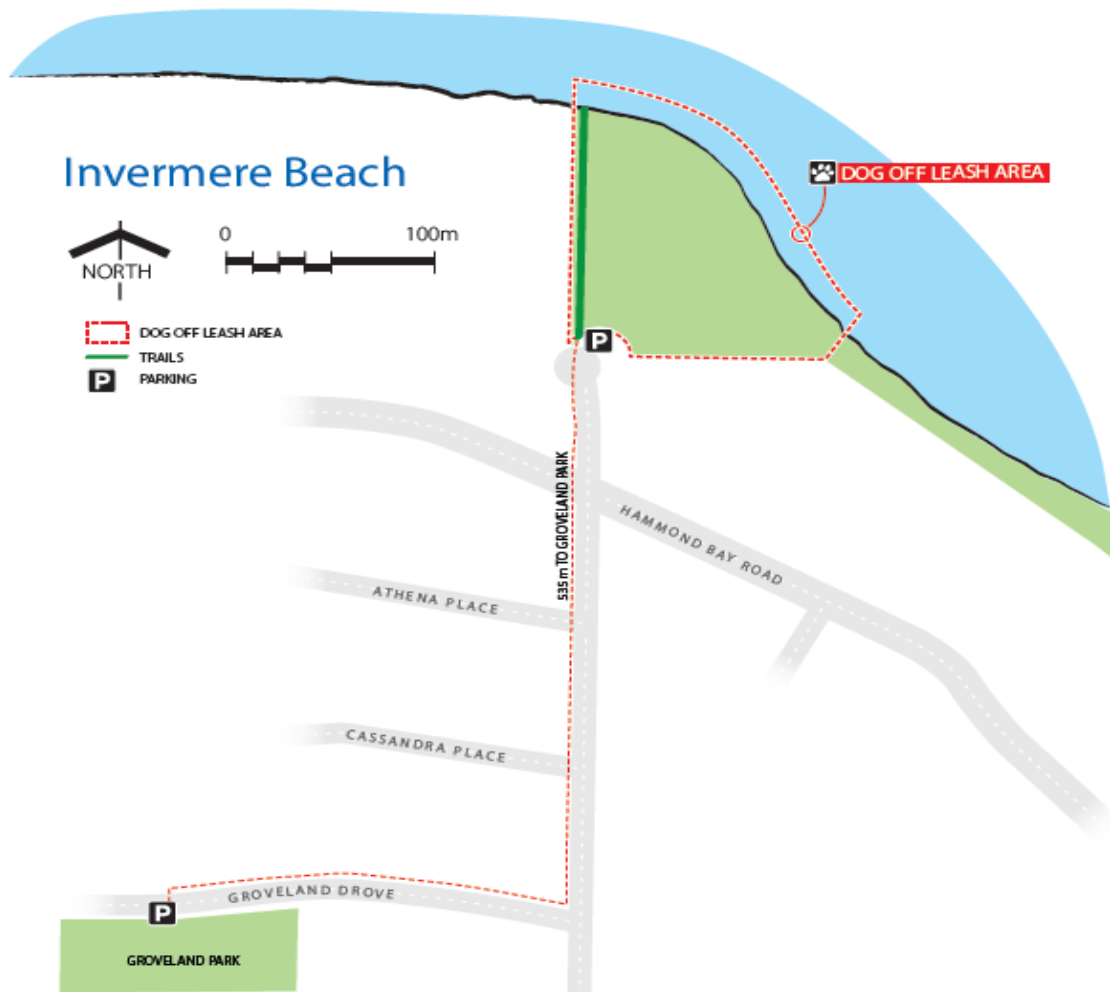 Invermere Beach
DOG OFF LEASH AREA
0 100m
NORTH
DOG OFF LEASH AREA
TRAILS
P PARKING
P
535 m TO GROVELAND PARK
HAMMOND BAY ROAD
ATHENA PLACE
CASSANDRA PLACE
GROVELAND DROVE
P
GROVELAND PARK